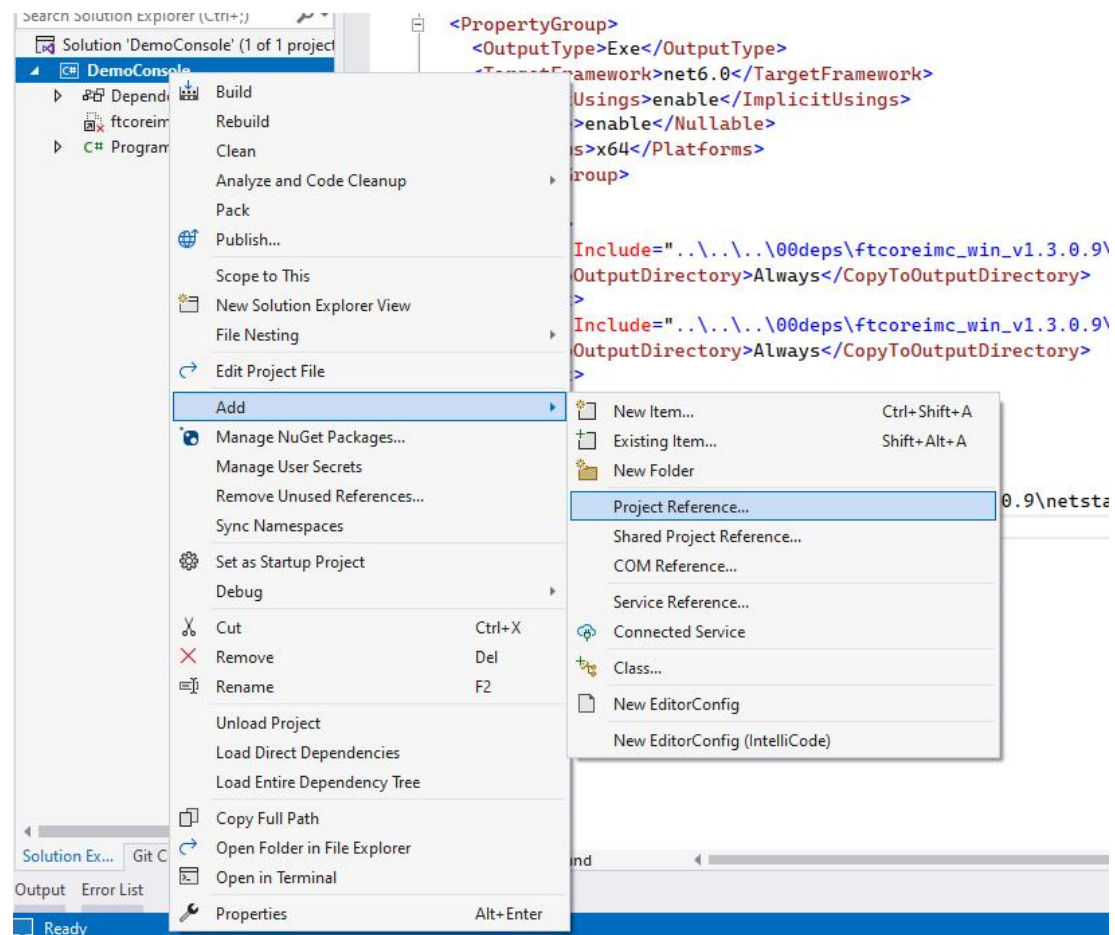 Search Solution Explorer (Ctrl+;)
Solution 'DemoConsole' (1 of 1 project
DemoConsole
Depend
ftcoreim
C# Program
<PropertyGroup>
<OutputType>Exe</OutputType>
<TargetFramework>net6.0</TargetFramework>
Usings>enable</ImplicitUsings>
>enable</Nullable>
s>x64</Platforms>
roup>
Include="..\..\..\00deps\ftcoreimc_win_v1.3.0.9\
OutputDirectory>Always</CopyToOutputDirectory>
>
Include="..\..\..\00deps\ftcoreimc_win_v1.3.0.9\
OutputDirectory>Always</CopyToOutputDirectory>
>
0.9\netsta
Build
Rebuild
Clean
Analyze and Code Cleanup
Pack
Publish...
Scope to This
New Solution Explorer View
File Nesting
Edit Project File
Add
Manage NuGet Packages...
Manage User Secrets
Remove Unused References...
Sync Namespaces
Set as Startup Project
Debug
Cut Ctrl+X
Remove Del
Rename F2
Unload Project
Load Direct Dependencies
Load Entire Dependency Tree
Copy Full Path
Open Folder in File Explorer
Open in Terminal
Properties Alt+Enter
New Item... Ctrl+Shift+A
Existing Item... Shift+Alt+A
New Folder
Project Reference...
Shared Project Reference...
COM Reference...
Service Reference...
Connected Service
Class...
New EditorConfig
New EditorConfig (IntelliCode)
Solution Ex... Git C
und
Output Error List
Ready